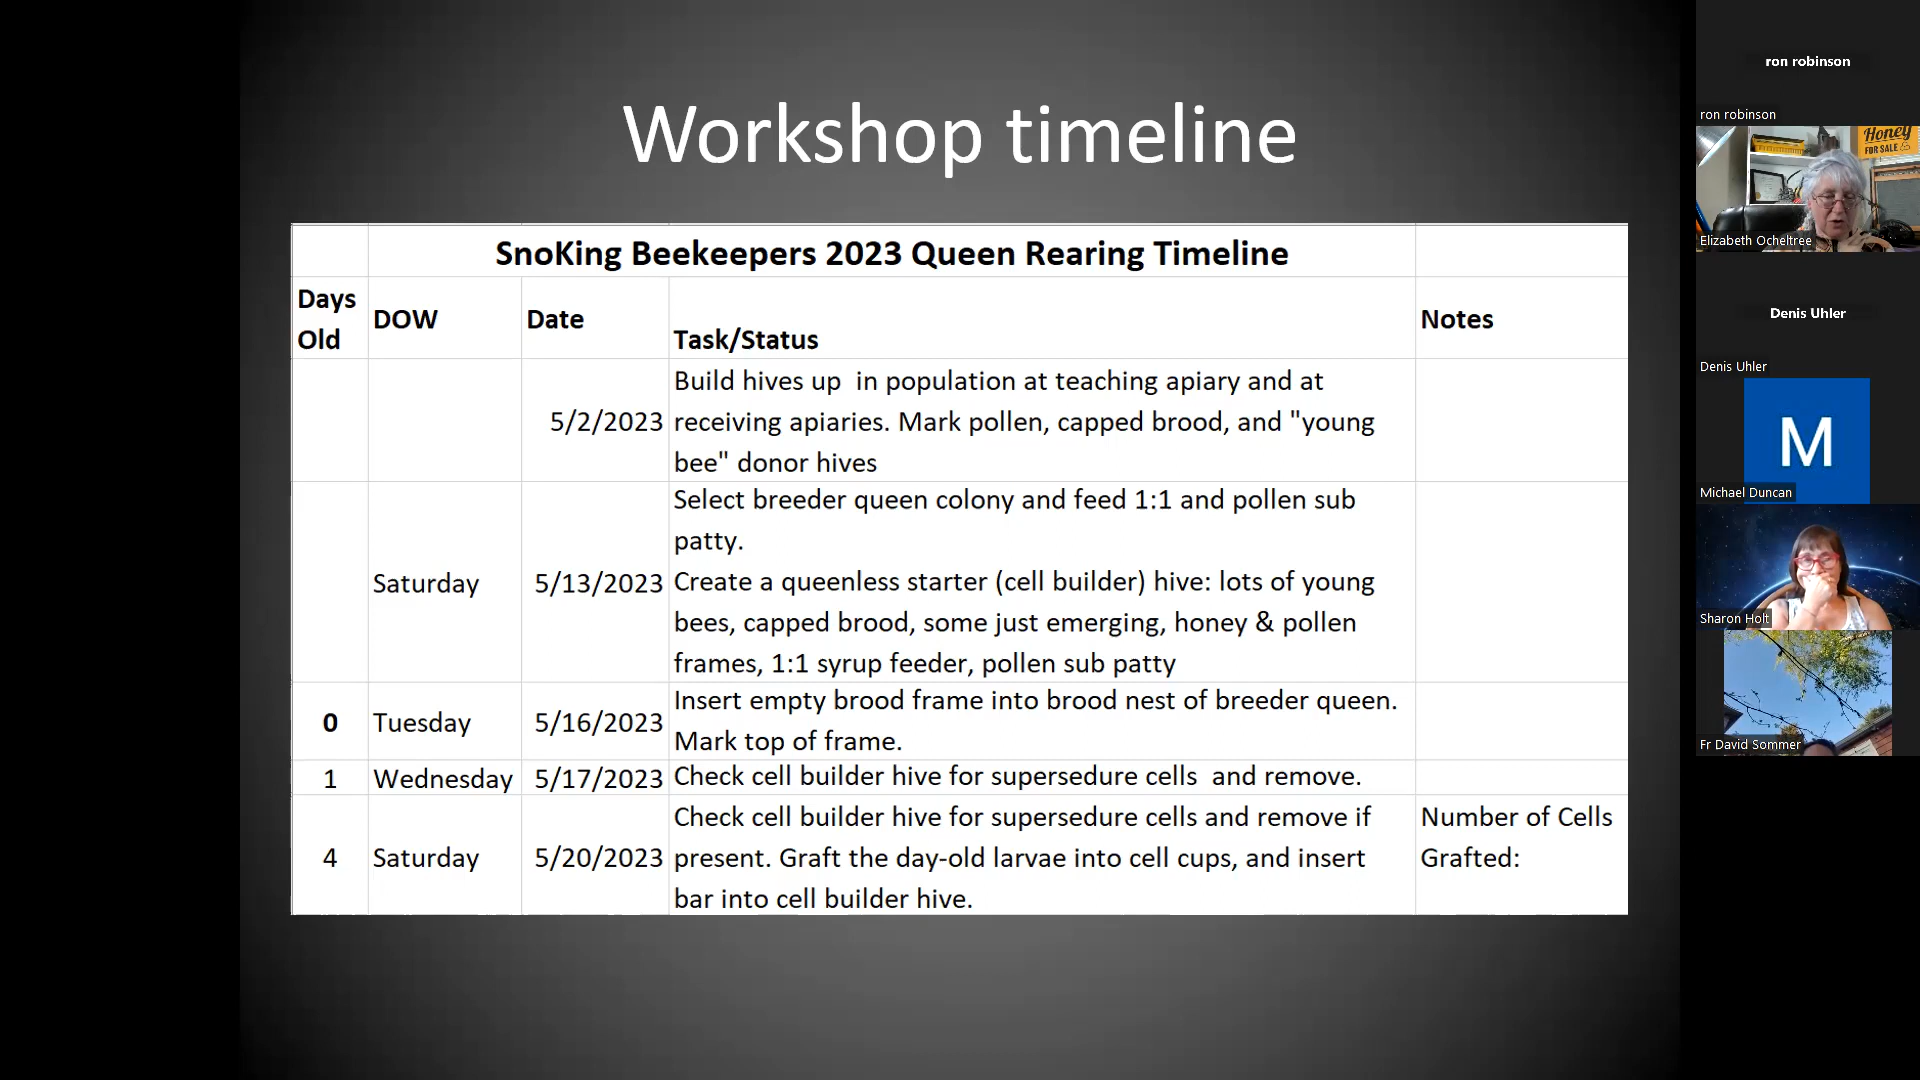 Workshop timeline
SnoKing Beekeepers 2023 Queen Rearing Timeline
Days
Old
DOW
Date
Task/Status
Notes
5/2/2023
Build hives up  in population at teaching apiary and at
receiving apiaries. Mark pollen, capped brood, and "young
bee" donor hives
Saturday
5/13/2023
Select breeder queen colony and feed 1:1 and pollen sub
patty.
Create a queenless starter (cell builder) hive: lots of young
bees, capped brood, some just emerging, honey & pollen
frames, 1:1 syrup feeder, pollen sub patty
0
Tuesday
5/16/2023
Insert empty brood frame into brood nest of breeder queen.
Mark top of frame.
1
Wednesday
5/17/2023
Check cell builder hive for supersedure cells  and remove.
4
Saturday
5/20/2023
Check cell builder hive for supersedure cells and remove if
present. Graft the day-old larvae into cell cups, and insert
bar into cell builder hive.
Number of Cells
Grafted:
ron robinson
ron robinson
Honey
FOR SALE
Elizabeth Ocheltree
Denis Uhler
Denis Uhler
M
Michael Duncan
Sharon Holt
Fr David Sommer